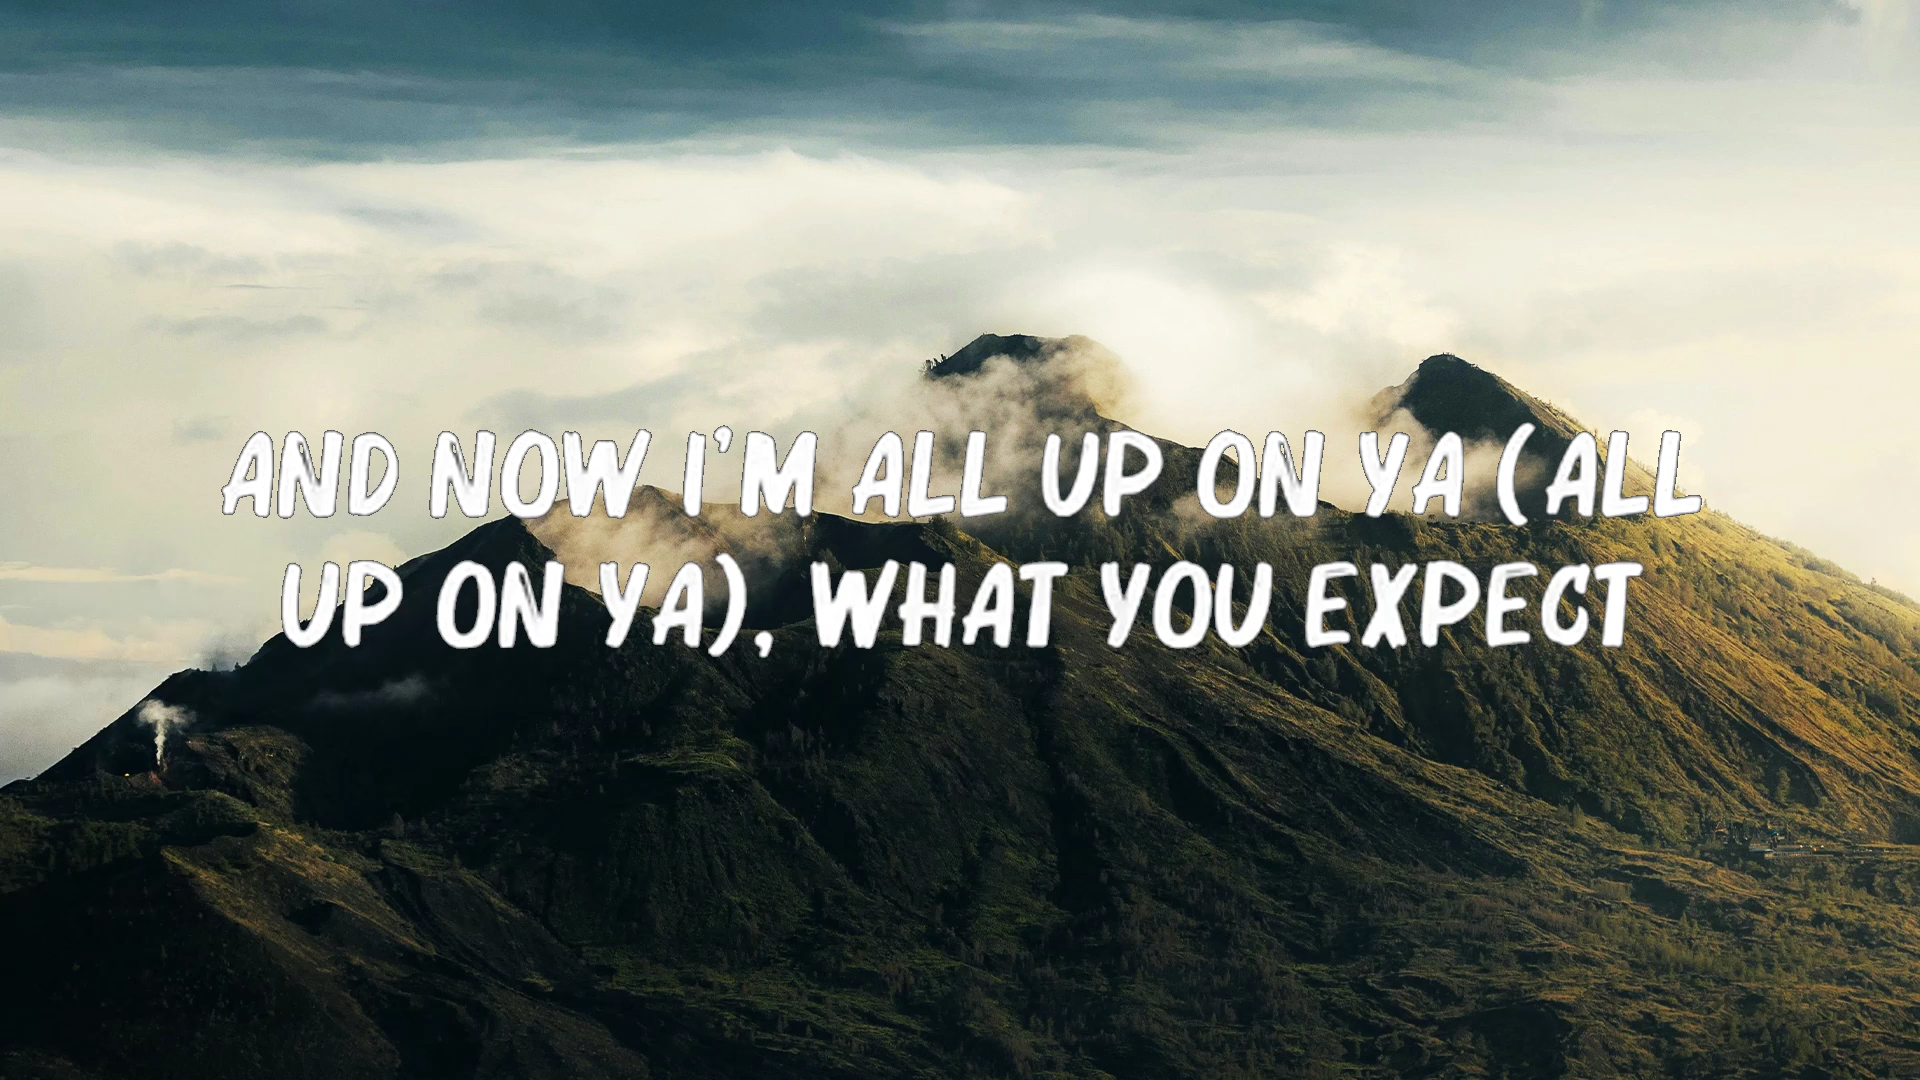 AND NOW I'M ALL UP ON YA (ALL
UP ON YA), WHAT YOU EXPECT